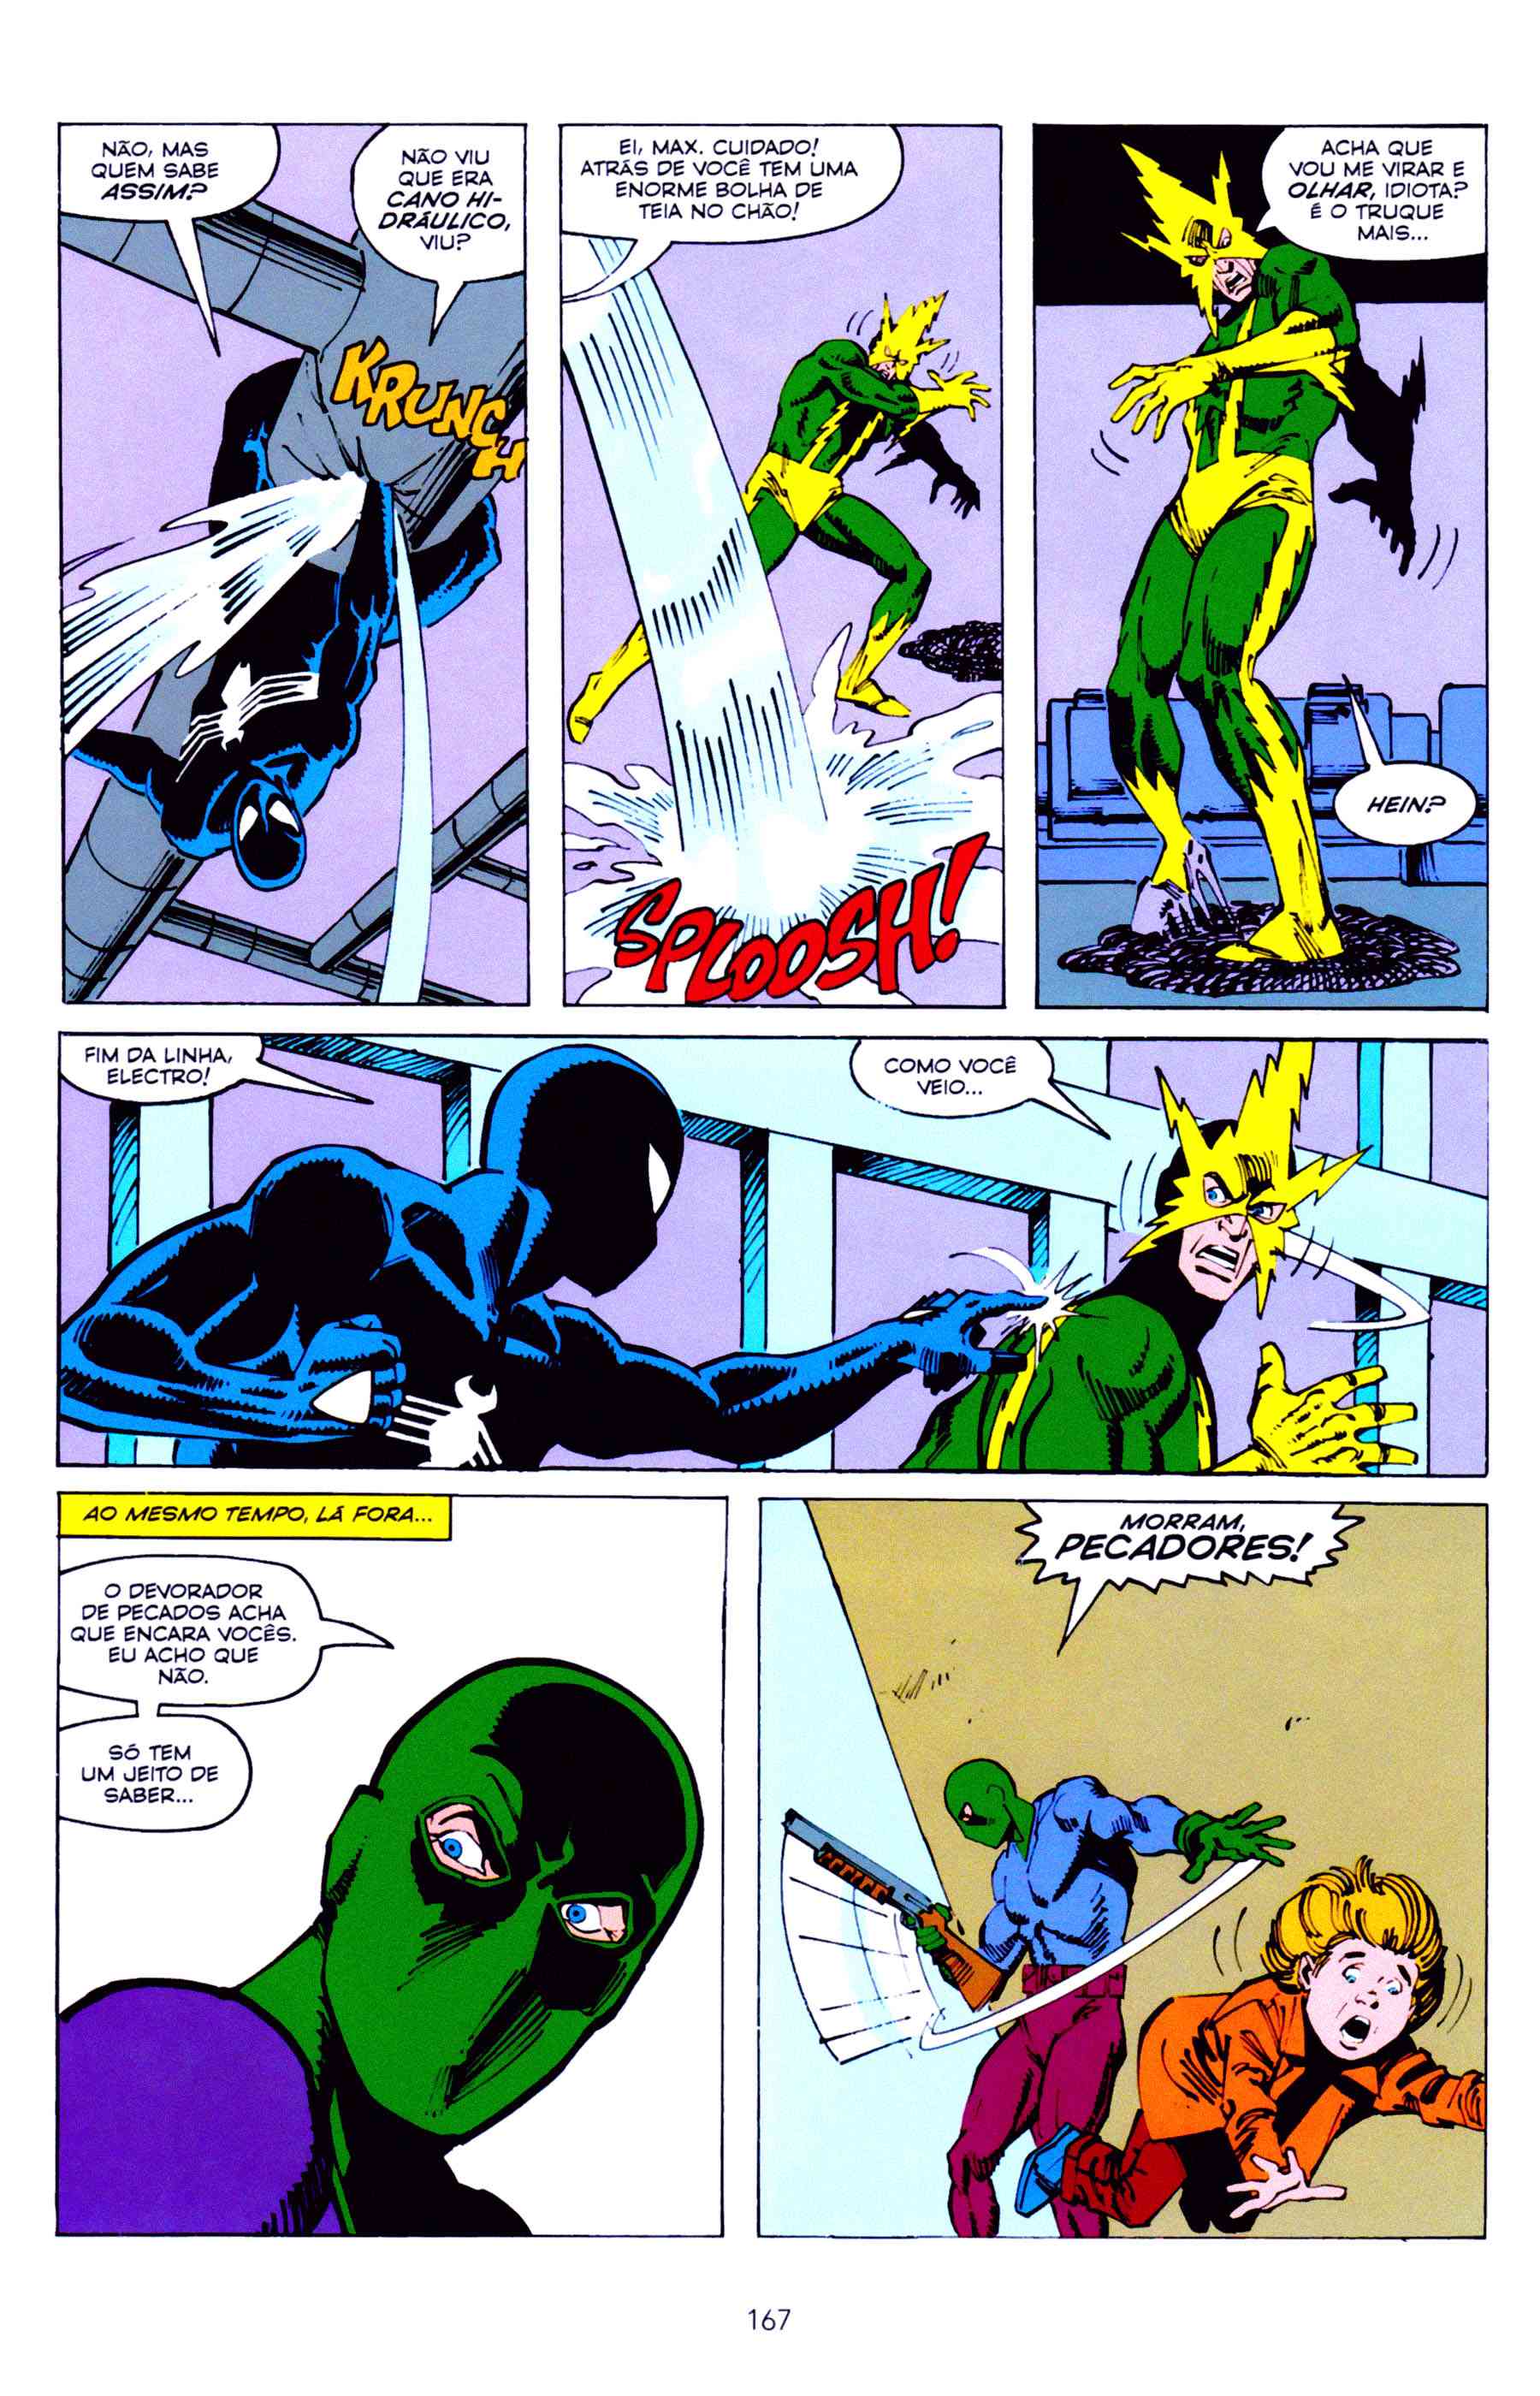 NÃO, MAS
QUEM SABE
ASSIM?
NÃO VIU
QUE ERA
CANO HI-
DRÁULICO,
VIU?
KRUNCH
EI, MAX. CUIDADO!
ATRÁS DE VOCÊ TEM UMA
ENORME BOLHA DE
TEIA NO CHÃO!
SPLOOSH!
ACHA QUE
VOU ME VIRAR E
OLHAR, IDIOTA?
É O TRUQUE
MAIS...
HEIN?
FIM DA LINHA,
ELECTRO!
COMO VOCÊ
VEIO...
AO MESMO TEMPO, LÁ FORA...
O DEVORADOR
DE PECADOS ACHA
QUE ENCARA VOCÊS.
EU ACHO QUE
NÃO.
SÓ TEM
UM JEITO DE
SABER...
MORRAM,
PECADORES!
167